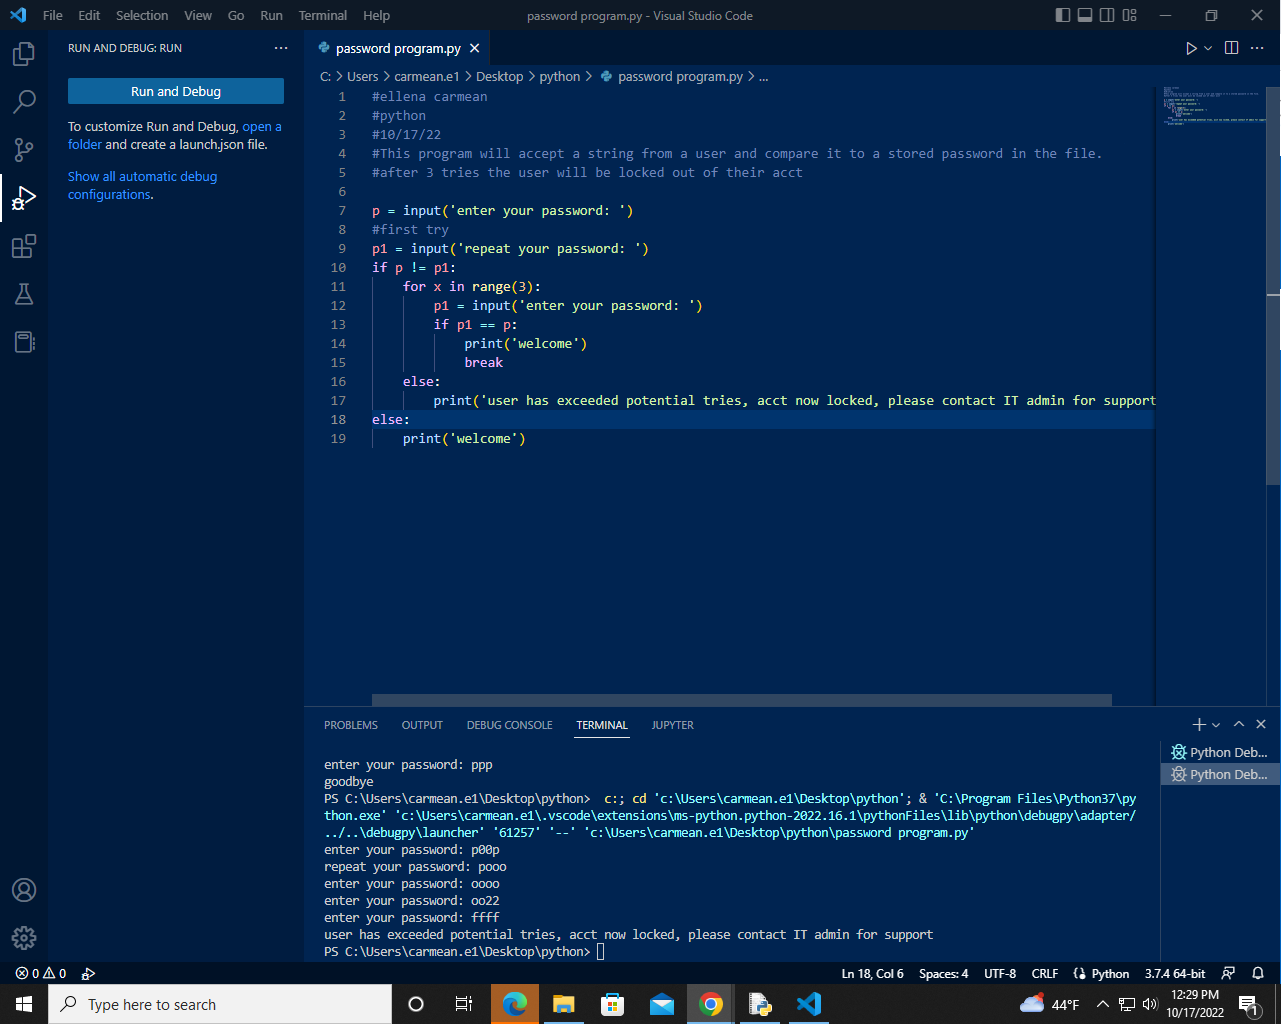 File Edit Selection View Go Run Terminal Help
password program.py - Visual Studio Code
RUN AND DEBUG: RUN
Run and Debug
To customize Run and Debug, open a
folder and create a launch.json file.
Show all automatic debug
configurations.
password program.py
C: > Users > carmean.e1 > Desktop > python > password program.py > ...
1 #ellena carmean
2 #python
3 #10/17/22
4 #This program will accept a string from a user and compare it to a stored password in the file.
5 #after 3 tries the user will be locked out of their acct
6
7 p = input('enter your password: ')
8 #first try
9 p1 = input('repeat your password: ')
10 if p != p1:
11     for x in range(3):
12         p1 = input('enter your password: ')
13         if p1 == p:
14             print('welcome')
15             break
16     else:
17         print('user has exceeded potential tries, acct now locked, please contact IT admin for support
18 else:
19     print('welcome')
PROBLEMS OUTPUT DEBUG CONSOLE TERMINAL JUPYTER
enter your password: ppp
goodbye
PS C:\Users\carmean.e1\Desktop\python>  c:; cd 'c:\Users\carmean.e1\Desktop\python'; & 'C:\Program Files\Python37\py
thon.exe' 'c:\Users\carmean.e1\.vscode\extensions\ms-python.python-2022.16.1\pythonFiles\lib\python\debugpy\adapter/
../..\debugpy\launcher' '61257' '--' 'c:\Users\carmean.e1\Desktop\python\password program.py'
enter your password: p00p
repeat your password: pooo
enter your password: oooo
enter your password: oo22
enter your password: ffff
user has exceeded potential tries, acct now locked, please contact IT admin for support
PS C:\Users\carmean.e1\Desktop\python>
Python Deb...
Python Deb...
0 0
Ln 18, Col 6 Spaces: 4 UTF-8 CRLF Python 3.7.4 64-bit
Type here to search
44°F
12:29 PM
10/17/2022
1